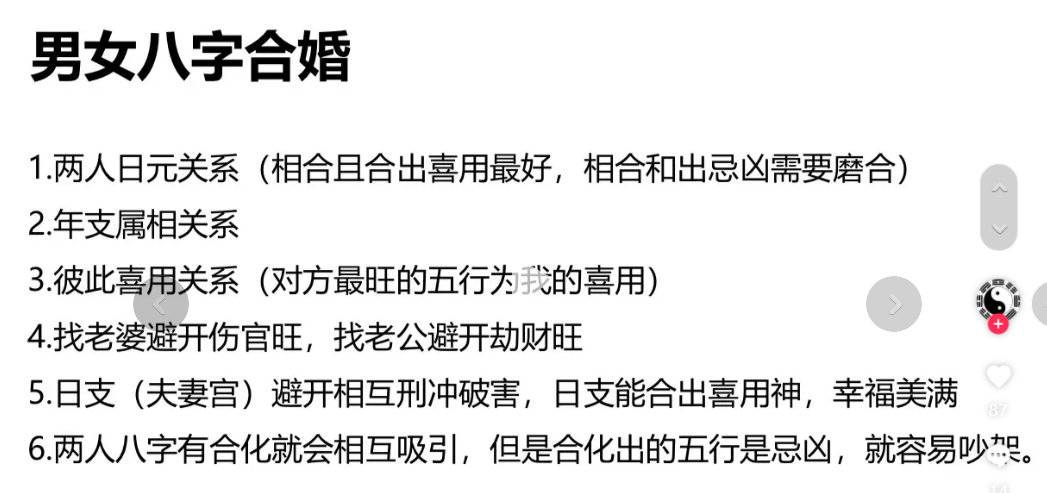 男女八字合婚
1.两人日元关系（相合且合出喜用最好，相合和出忌凶需要磨合）
2.年支属相关系
3.彼此喜用关系（对方最旺的五行为我的喜用）
4.找老婆避开伤官旺，找老公避开劫财旺
5.日支（夫妻宫）避开相互刑冲破害，日支能合出喜用神，幸福美满
6.两人八字有合化就会相互吸引，但是合化出的五行是忌凶，就容易吵架。
87